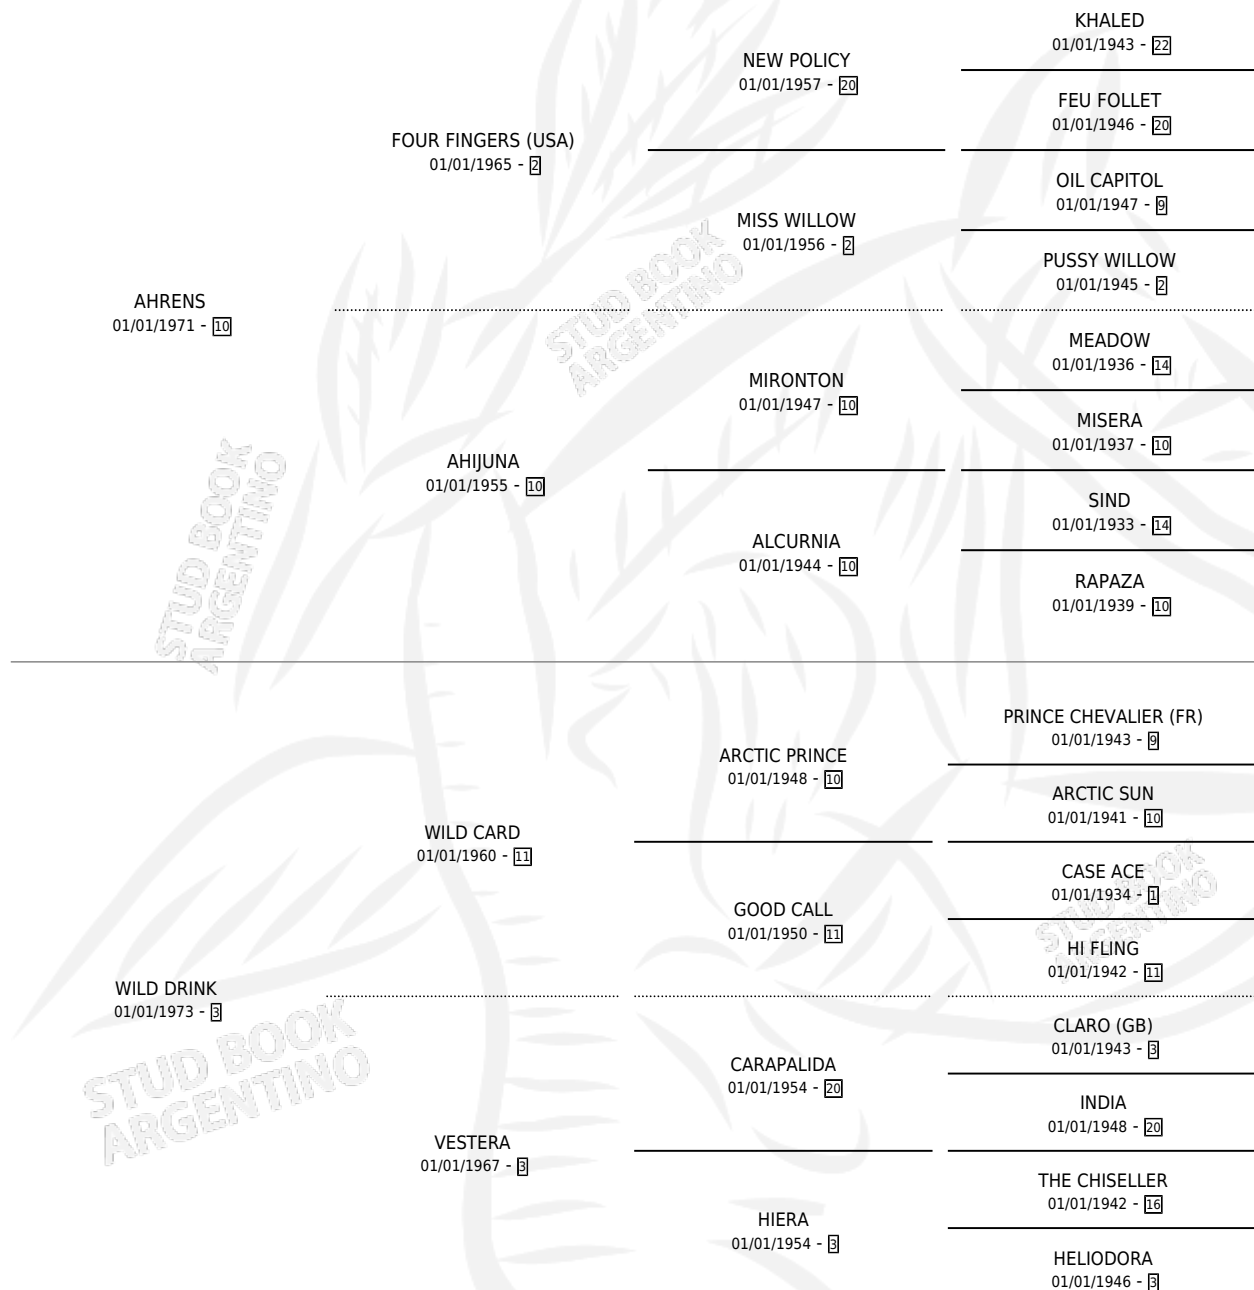 KHALED
01/01/1943 - 22
NEW POLICY
01/01/1957 - 20
FEU FOLLET
01/01/1946 - 20
FOUR FINGERS (USA)
01/01/1965 - 2
OIL CAPITOL
01/01/1947 - 9
MISS WILLOW
01/01/1956 - 2
PUSSY WILLOW
01/01/1945 - 2
AHRENS
01/01/1971 - 10
MEADOW
01/01/1936 - 14
MIRONTON
01/01/1947 - 10
MISERA
01/01/1937 - 10
AHIJUNA
01/01/1955 - 10
SIND
01/01/1933 - 14
ALCURNIA
01/01/1944 - 10
RAPAZA
01/01/1939 - 10
STUD BOOK
ARGENTINO
STUD BOOK
ARGENTINO
PRINCE CHEVALIER (FR)
01/01/1943 - 9
ARCTIC PRINCE
01/01/1948 - 10
ARCTIC SUN
01/01/1941 - 10
WILD CARD
01/01/1960 - 11
CASE ACE
01/01/1934 - 1
GOOD CALL
01/01/1950 - 11
HI FLING
01/01/1942 - 11
WILD DRINK
01/01/1973 - 3
CLARO (GB)
01/01/1943 - 3
CARAPALIDA
01/01/1954 - 20
INDIA
01/01/1948 - 20
VESTERA
01/01/1967 - 3
THE CHISELLER
01/01/1942 - 16
HIERA
01/01/1954 - 3
HELIODORA
01/01/1946 - 3
STUD BOOK
ARGENTINO
STUD BOOK
ARGENTINO